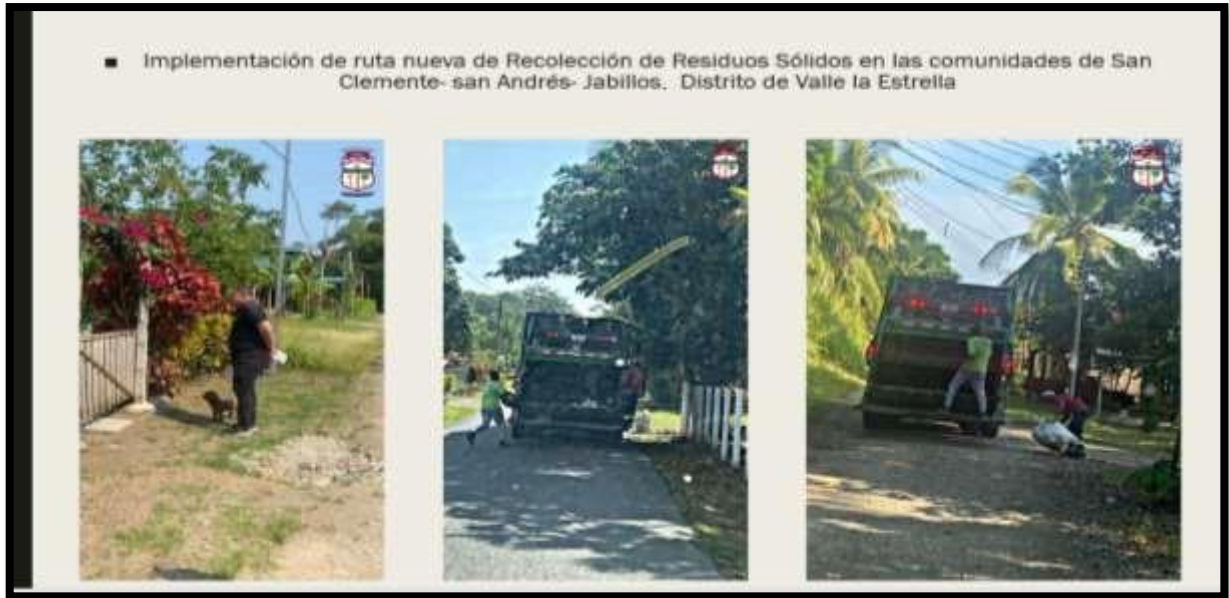 ▪ Implementación de ruta nueva de Recolección de Residuos Sólidos en las comunidades de San
Clemente- san Andrés- Jabillos. Distrito de Valle la Estrella